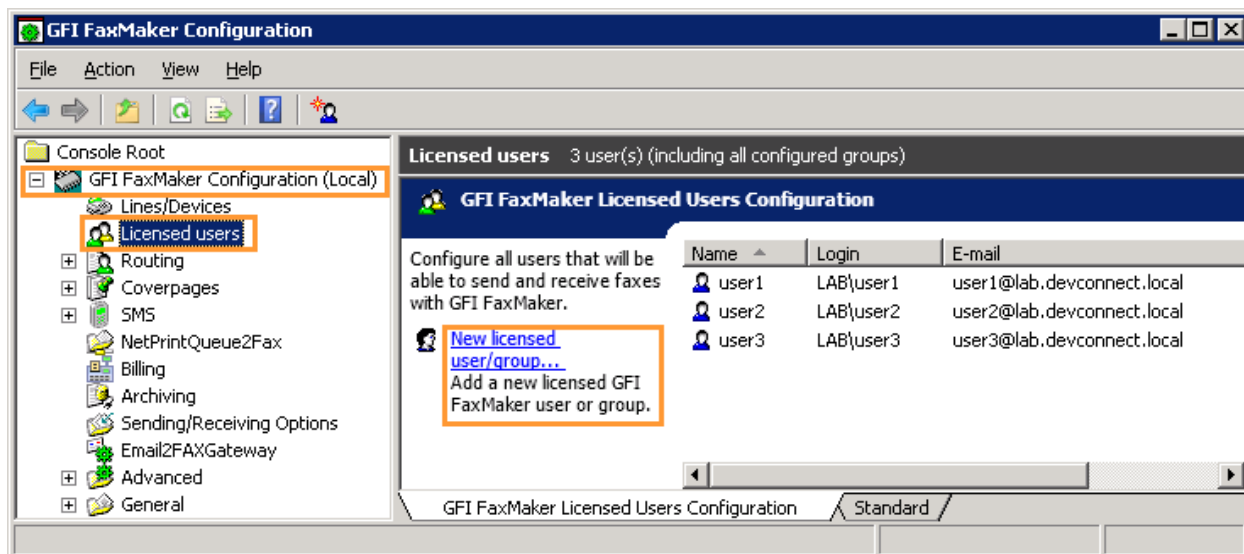 GFI FaxMaker Configuration
File Action View Help
Console Root
GFI FaxMaker Configuration (Local)
Lines/Devices
Licensed users
Routing
Coverpages
SMS
NetPrintQueue2Fax
Billing
Archiving
Sending/Receiving Options
Email2FAXGateway
Advanced
General
Licensed users 3 user(s) (including all configured groups)
GFI FaxMaker Licensed Users Configuration
Configure all users that will be
able to send and receive faxes
with GFI FaxMaker.
New licensed
user/group...
Add a new licensed GFI
FaxMaker user or group.
Name Login E-mail
user1 LAB\user1 user1@lab.devconnect.local
user2 LAB\user2 user2@lab.devconnect.local
user3 LAB\user3 user3@lab.devconnect.local
GFI FaxMaker Licensed Users Configuration Standard